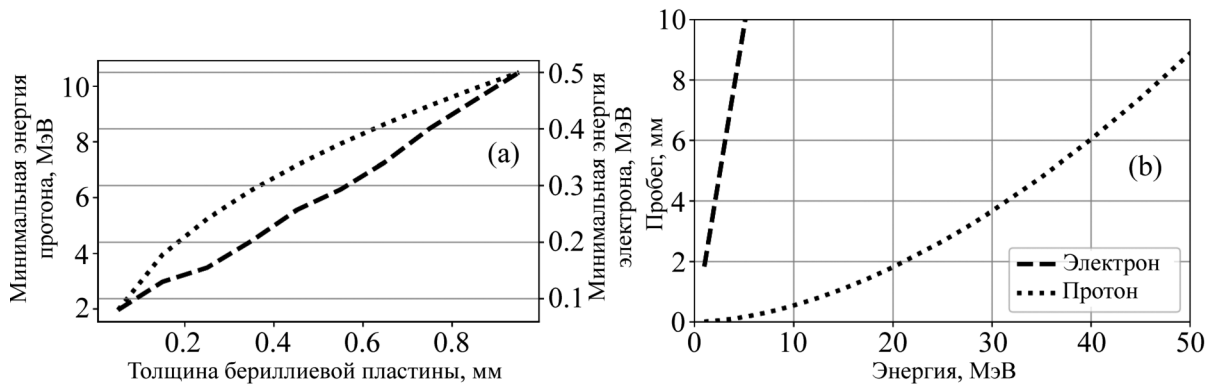 Минимальная энергия
протона, МэВ
10
8
6
4
2
0.2
0.4
0.6
0.8
Толщина бериллиевой пластины, мм
(a)
0.5
0.4
0.3
0.2
0.1
Минимальная энергия
электрона, МэВ
Пробег, мм
10
8
6
4
2
0
0
10
20
30
40
50
Энергия, МэВ
(b)
Электрон
Протон